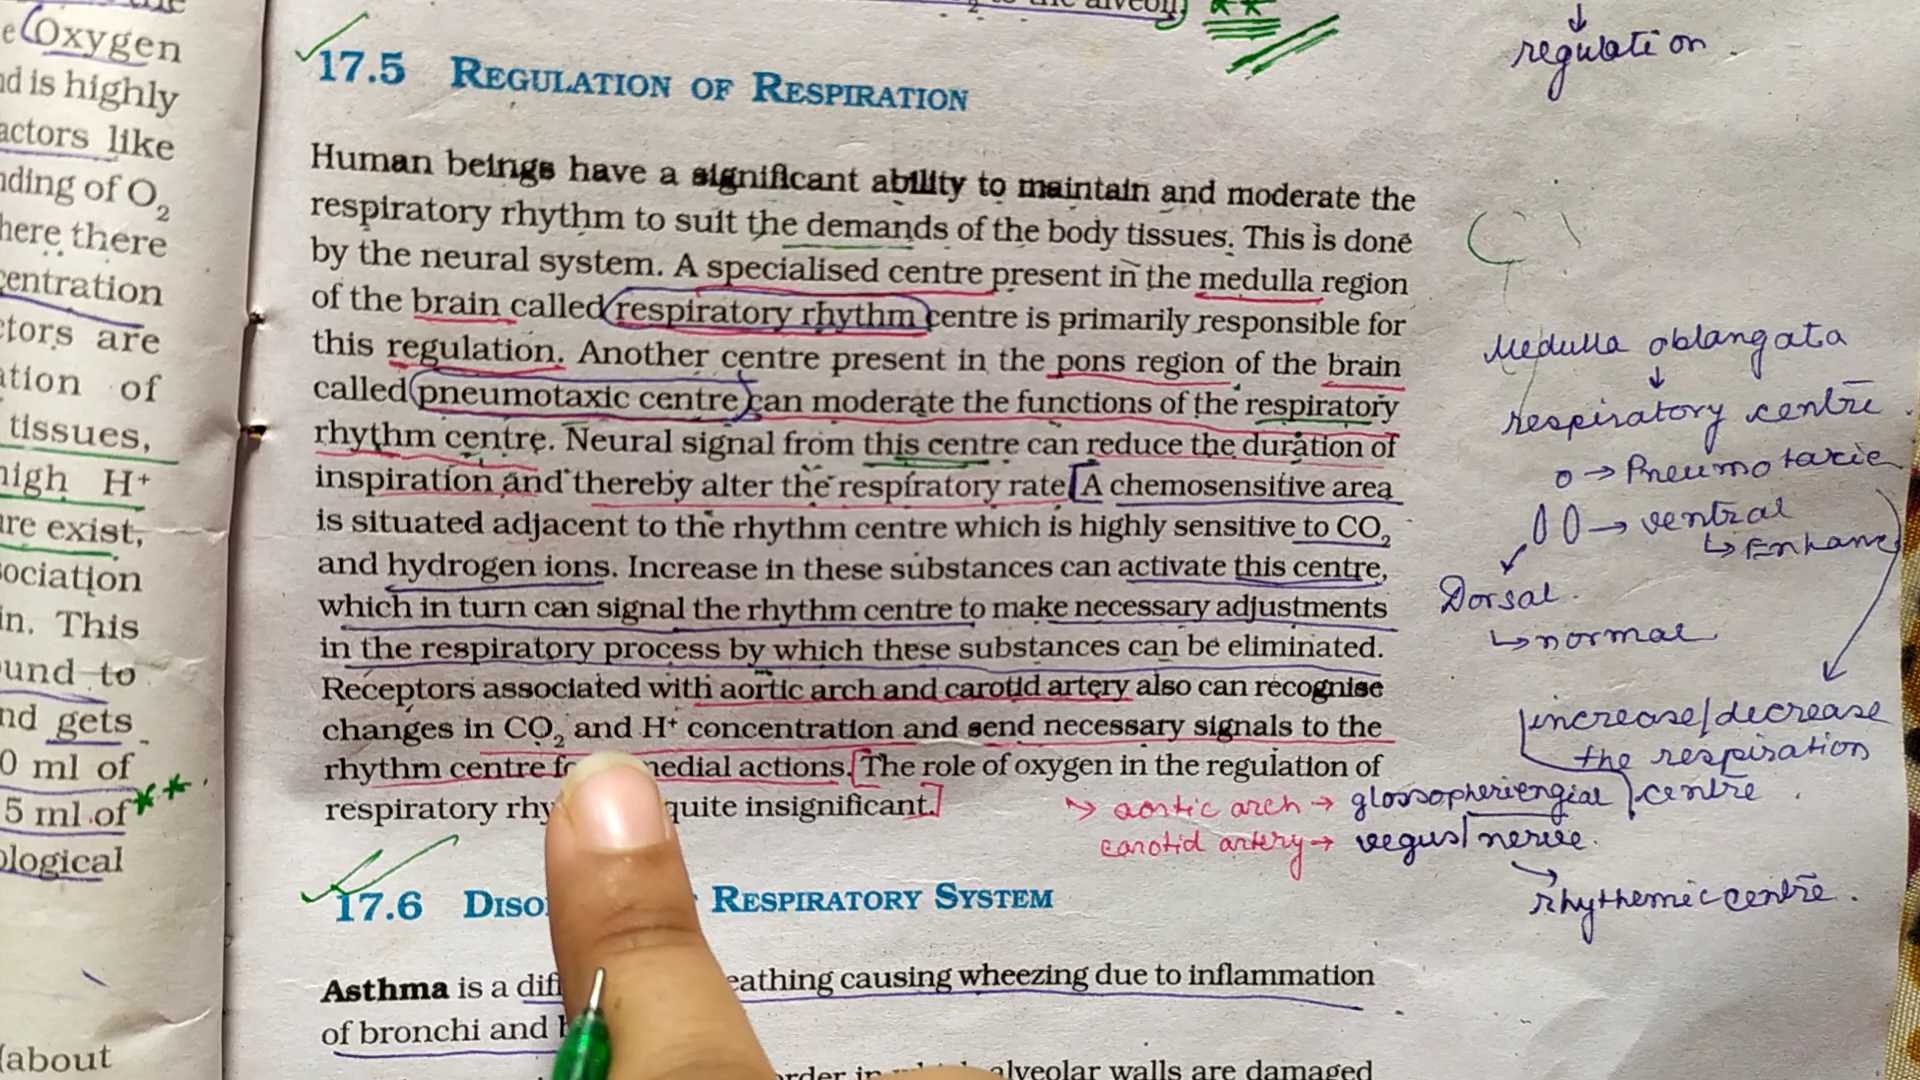 e Oxygen
nd is highly
actors like
nding of O₂
here there
centration
ctors are
ation of
tissues,
high H⁺
are exist,
sociation
in. This
ound to
nd gets
0 ml of
5 ml of
ological
(about
17.5 REGULATION OF RESPIRATION
Human beings have a significant ability to maintain and moderate the
respiratory rhythm to suit the demands of the body tissues. This is done
by the neural system. A specialised centre present in the medulla region
of the brain called respiratory rhythm centre is primarily responsible for
this regulation. Another centre present in the pons region of the brain
called pneumotaxic centre can moderate the functions of the respiratory
rhythm centre. Neural signal from this centre can reduce the duration of
inspiration and thereby alter the respiratory rate. A chemosensitive area
is situated adjacent to the rhythm centre which is highly sensitive to CO₂
and hydrogen ions. Increase in these substances can activate this centre,
which in turn can signal the rhythm centre to make necessary adjustments
in the respiratory process by which these substances can be eliminated.
Receptors associated with aortic arch and carotid artery also can recognise
changes in CO₂ and H⁺ concentration and send necessary signals to the
rhythm centre medial actions. The role of oxygen in the regulation of
respiratory rhy quite insignificant.
17.6 DISO RESPIRATORY SYSTEM
Asthma is a diff eathing causing wheezing due to inflammation
of bronchi and
order in alveolar walls are damaged
regulation
Medulla oblangata
↓
respiratory centre
o → Pneumotaxic
→ ventral
↳ Enhance
Dorsal
↳ normal
increase/decrease
the respiration
centre
→ aortic arch → glossopheriengial
carotid artery → vegus/nerve
→ rhythemic centre